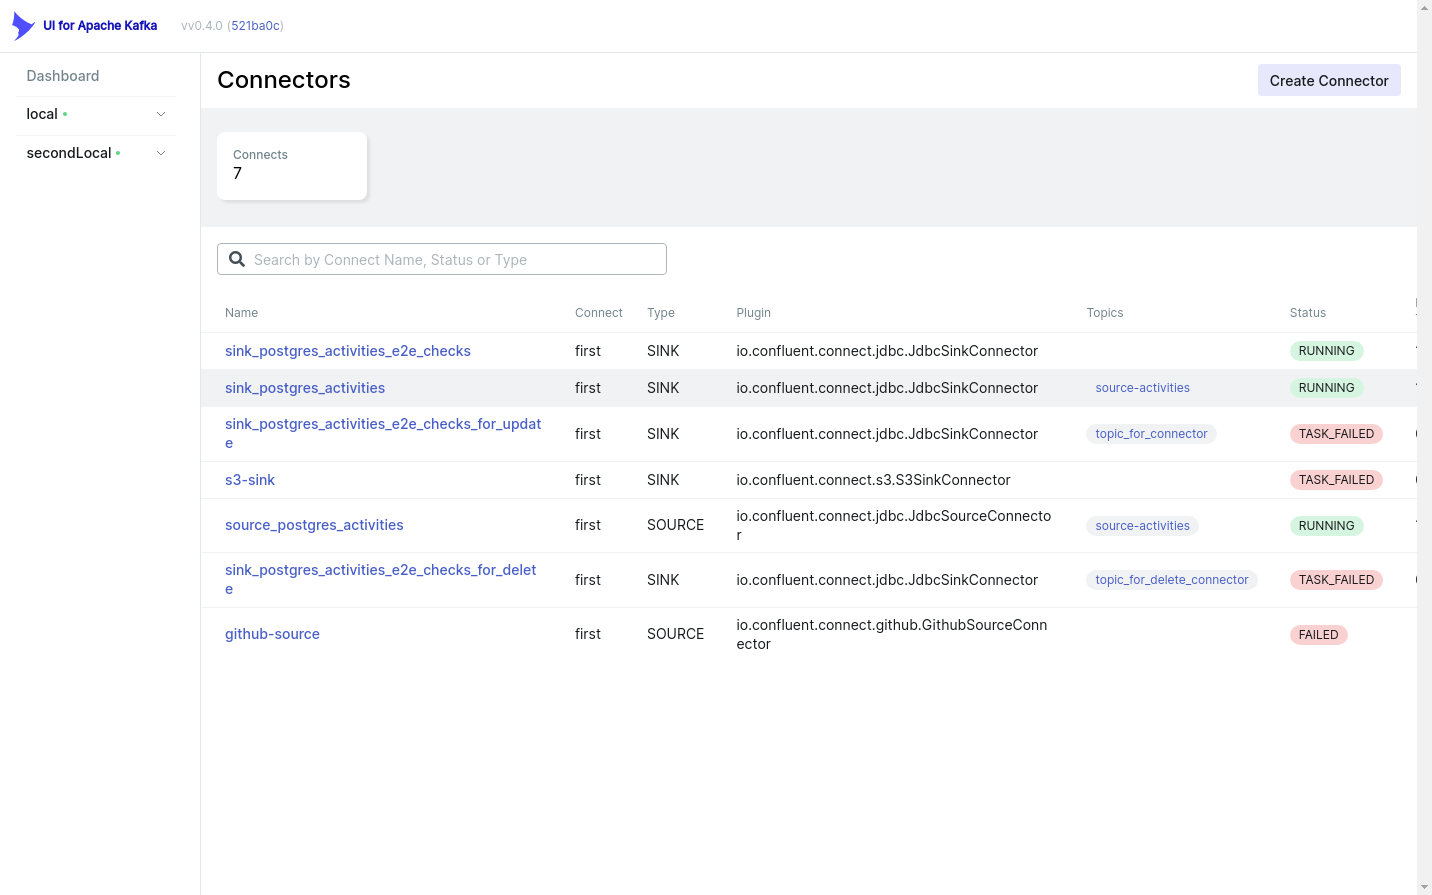 UI for Apache Kafka vv0.4.0 (521ba0c)
Dashboard
local
secondLocal
Connectors
Create Connector
Connects
7
Search by Connect Name, Status or Type
Name Connect Type Plugin Topics Status
sink_postgres_activities_e2e_checks first SINK io.confluent.connect.jdbc.JdbcSinkConnector RUNNING
sink_postgres_activities first SINK io.confluent.connect.jdbc.JdbcSinkConnector source-activities RUNNING
sink_postgres_activities_e2e_checks_for_updat
e first SINK io.confluent.connect.jdbc.JdbcSinkConnector topic_for_connector TASK_FAILED
s3-sink first SINK io.confluent.connect.s3.S3SinkConnector TASK_FAILED
source_postgres_activities first SOURCE io.confluent.connect.jdbc.JdbcSourceConnecto
r source-activities RUNNING
sink_postgres_activities_e2e_checks_for_delet
e first SINK io.confluent.connect.jdbc.JdbcSinkConnector topic_for_delete_connector TASK_FAILED
github-source first SOURCE io.confluent.connect.github.GithubSourceConn
ector FAILED